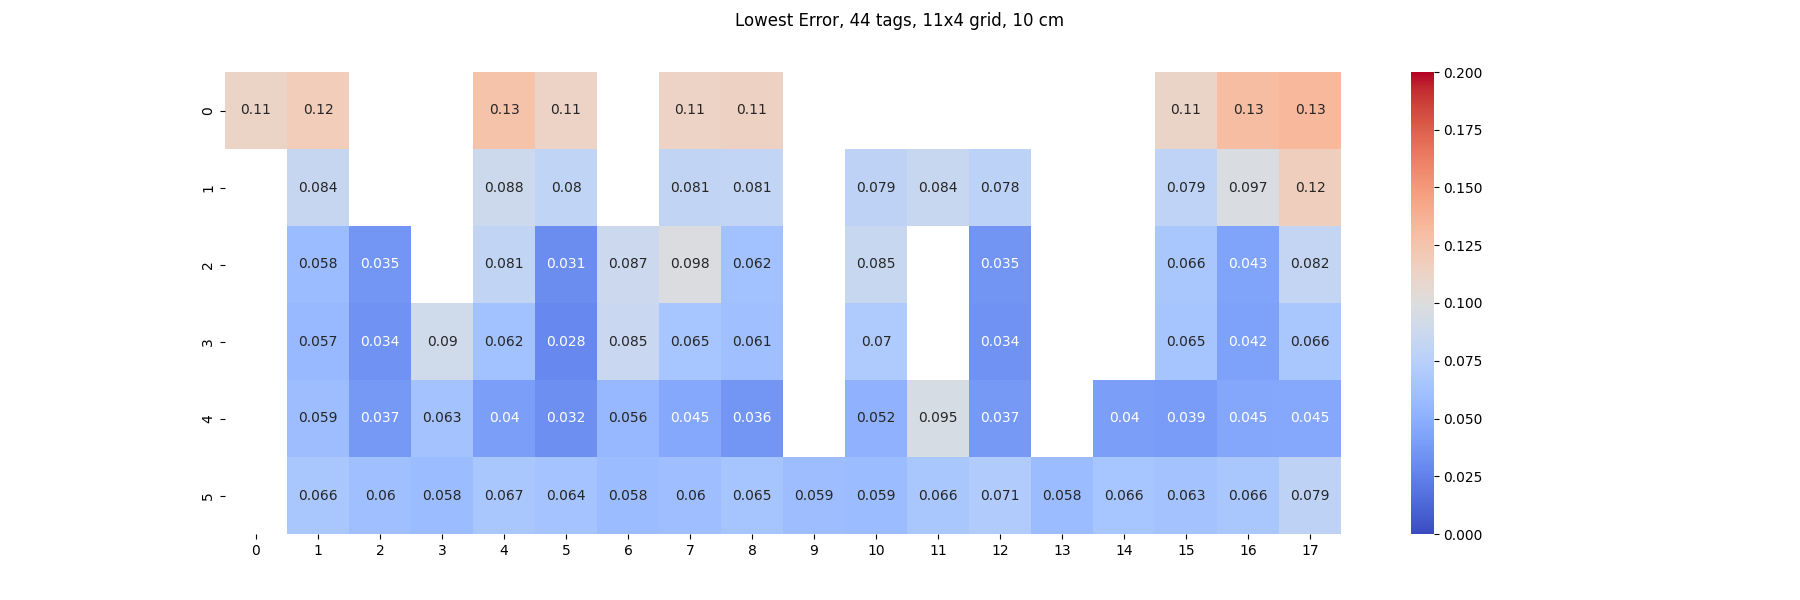 Lowest Error, 44 tags, 11x4 grid, 10 cm
0 0.11 0.12 0.13 0.11 0.11 0.11 0.11 0.13 0.13
1 0.084 0.088 0.08 0.081 0.081 0.079 0.084 0.078 0.079 0.097 0.12
2 0.058 0.035 0.081 0.031 0.087 0.098 0.062 0.085 0.035 0.066 0.043 0.082
3 0.057 0.034 0.09 0.062 0.028 0.085 0.065 0.061 0.07 0.034 0.065 0.042 0.066
4 0.059 0.037 0.063 0.04 0.032 0.056 0.045 0.036 0.052 0.095 0.037 0.04 0.039 0.045 0.045
5 0.066 0.06 0.058 0.067 0.064 0.058 0.06 0.065 0.059 0.059 0.066 0.071 0.058 0.066 0.063 0.066 0.079
0 1 2 3 4 5 6 7 8 9 10 11 12 13 14 15 16 17
0.200
0.175
0.150
0.125
0.100
0.075
0.050
0.025
0.000